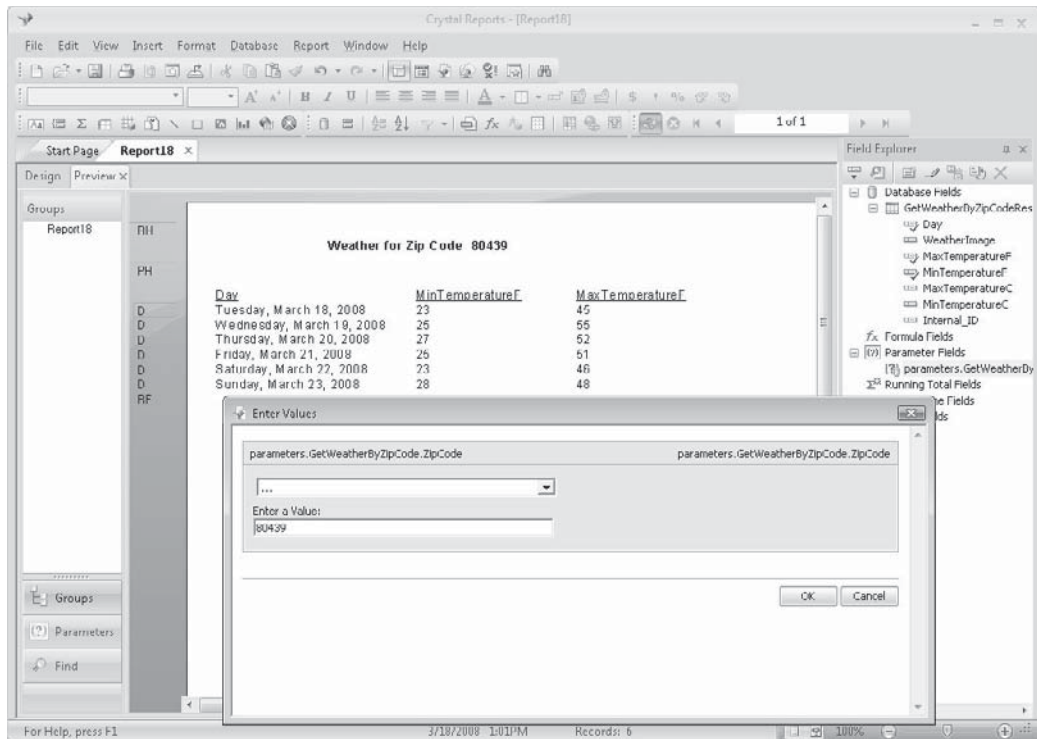 Crystal Reports - [Report18]
File Edit View Insert Format Database Report Window Help
1 of 1
Start Page Report18
Field Explorer
Design Preview
Groups
Report18
RH
PH
D
D
D
D
D
D
RF
Weather for Zip Code 80439
Day MinTemperatureF MaxTemperatureF
Tuesday, March 18, 2008 23 45
Wednesday, March 19, 2008 25 55
Thursday, March 20, 2008 27 52
Friday, March 21, 2008 25 51
Saturday, March 22, 2008 23 46
Sunday, March 23, 2008 28 48
Database Fields
GetWeatherByZipCodeRes
Day
WeatherImage
MaxTemperatureF
MinTemperatureF
MaxTemperatureC
MinTemperatureC
Internal_ID
Formula Fields
Parameter Fields
parameters.GetWeatherBy
Running Total Fields
Fields
Enter Values
parameters.GetWeatherByZipCode.ZipCode parameters.GetWeatherByZipCode.ZipCode
...
Enter a Value:
80439
OK Cancel
Groups
Parameters
Find
For Help, press F1 3/18/2008 1:01PM Records: 6 100%